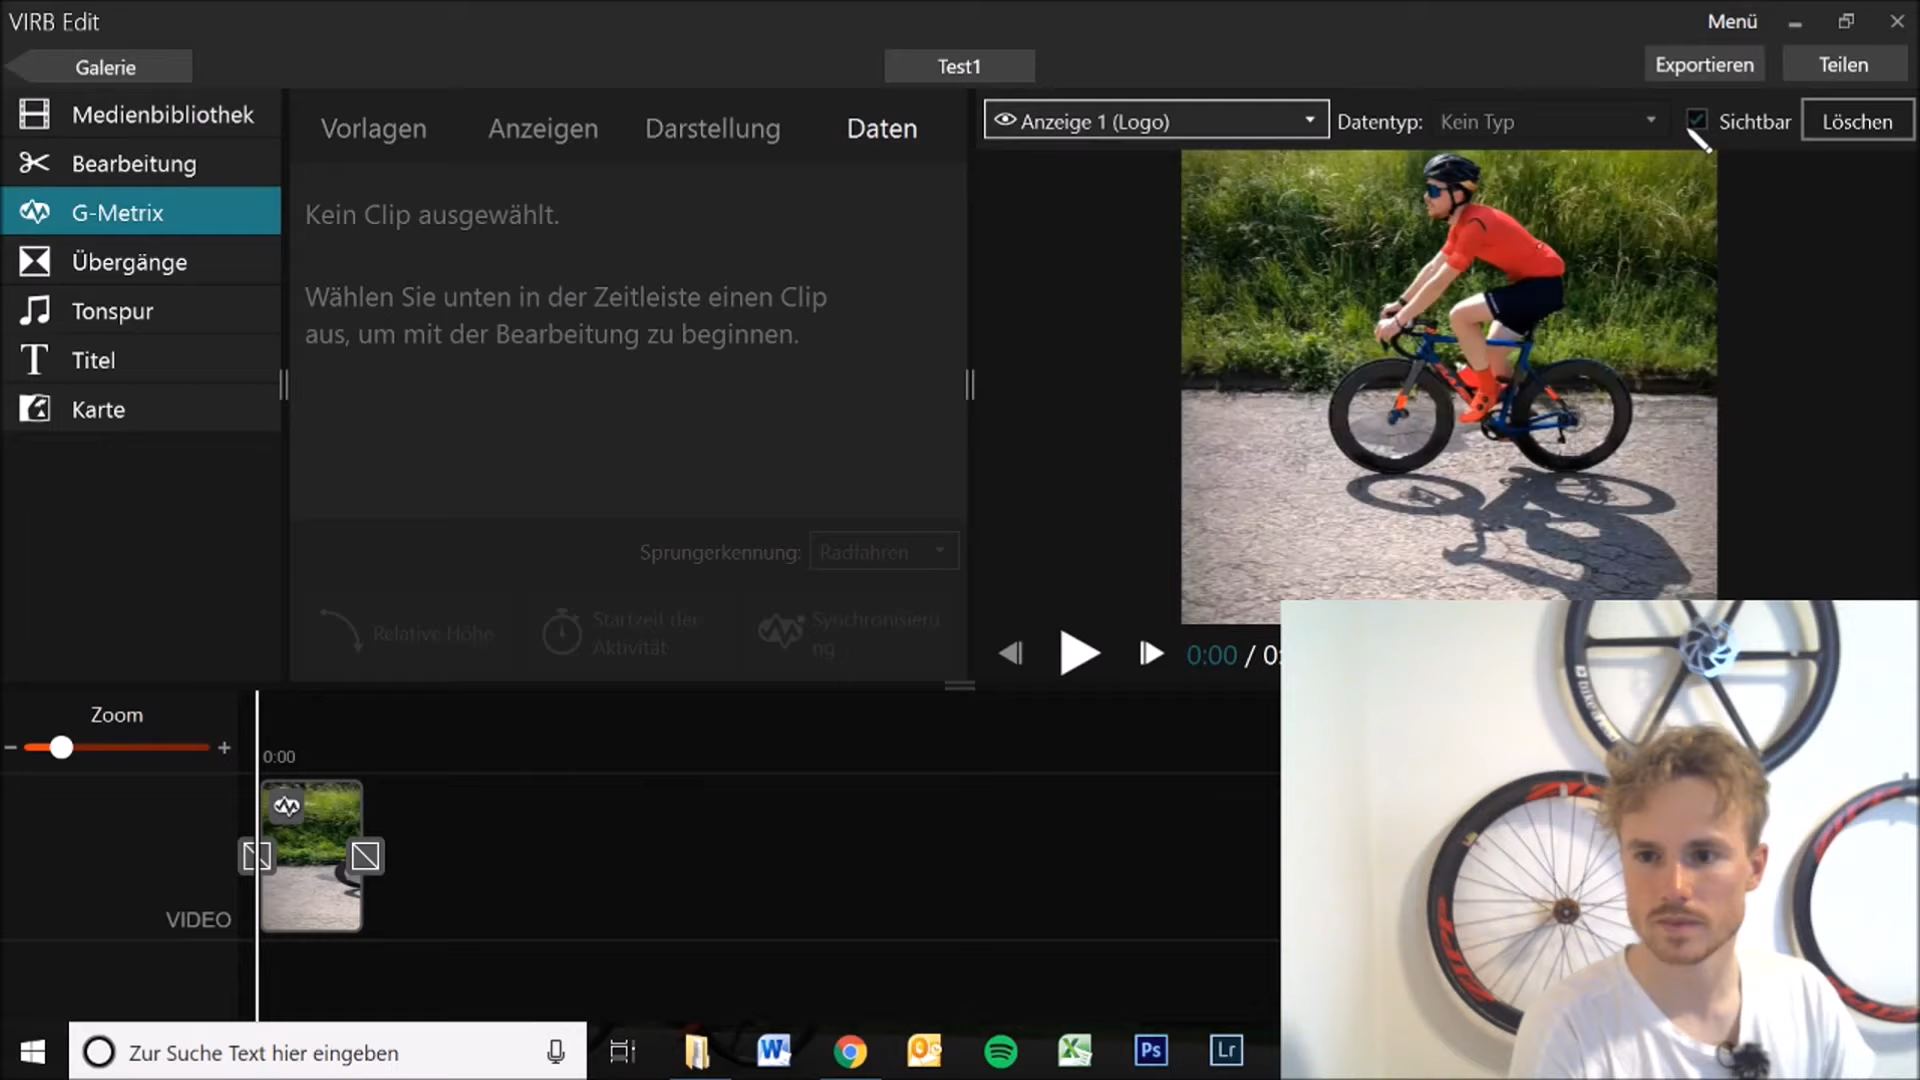 VIRB Edit
Menü
Galerie
Test1
Exportieren
Teilen
Medienbibliothek
Bearbeitung
G-Metrix
Übergänge
Tonspur
Titel
Karte
Vorlagen
Anzeigen
Darstellung
Daten
Kein Clip ausgewählt.
Wählen Sie unten in der Zeitleiste einen Clip
aus, um mit der Bearbeitung zu beginnen.
Sprungerkennung:
Radfahren
Relative Höhe
Startzeit der
Aktivität
Synchronisieru
ng
Anzeige 1 (Logo)
Datentyp:
Kein Typ
Sichtbar
Löschen
0:00 / 0:
Zoom
0:00
VIDEO
Zur Suche Text hier eingeben
Ps
Lr